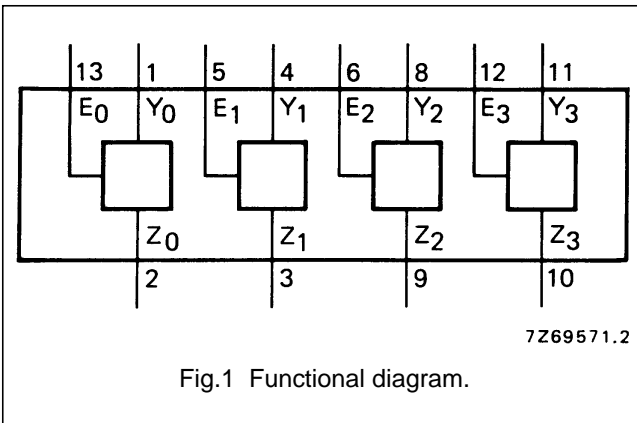 13 1 5 4 6 8 12 11
E0 Y0 E1 Y1 E2 Y2 E3 Y3
Z0 Z1 Z2 Z3
2 3 9 10
7Z69571.2
Fig.1 Functional diagram.